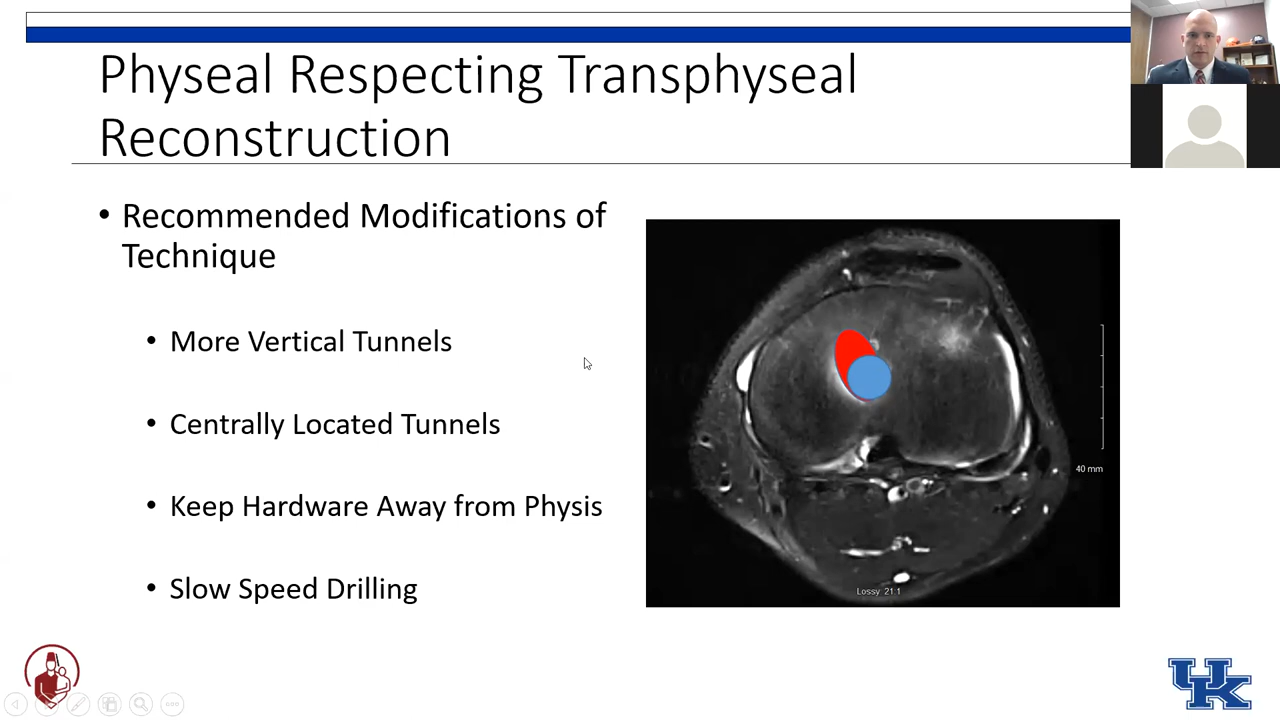 Physeal Respecting Transphyseal
Reconstruction
• Recommended Modifications of
Technique
• More Vertical Tunnels
• Centrally Located Tunnels
• Keep Hardware Away from Physis
• Slow Speed Drilling
40 mm
Lossy 21:1
UK